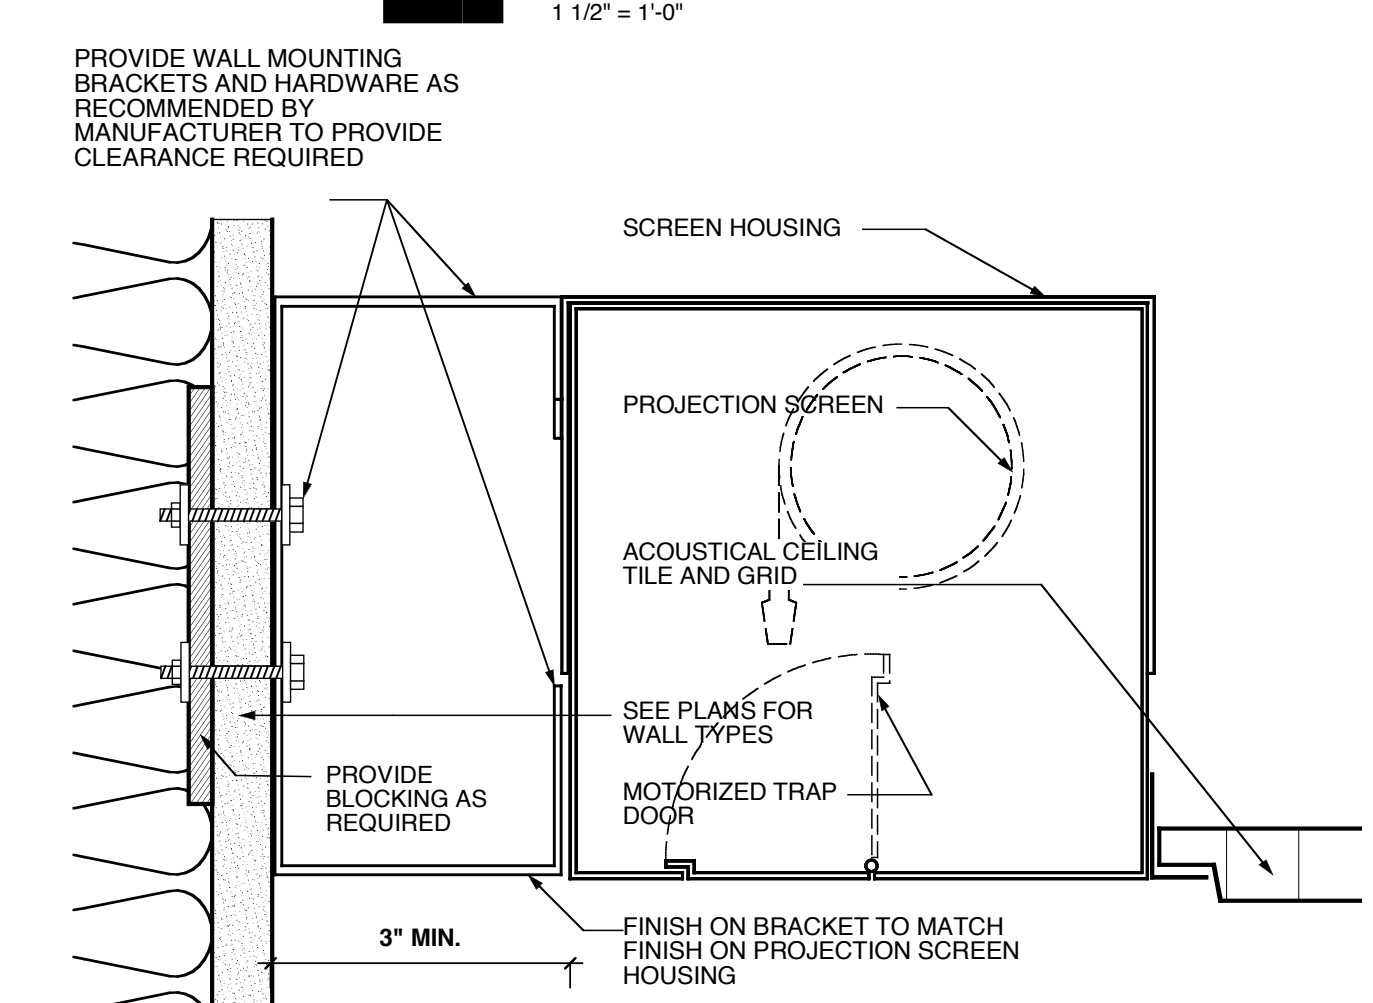 1 1/2" = 1'-0"
PROVIDE WALL MOUNTING
BRACKETS AND HARDWARE AS
RECOMMENDED BY
MANUFACTURER TO PROVIDE
CLEARANCE REQUIRED
SCREEN HOUSING
PROJECTION SCREEN
ACOUSTICAL CEILING
TILE AND GRID
SEE PLANS FOR
WALL TYPES
PROVIDE
BLOCKING AS
REQUIRED
MOTORIZED TRAP
DOOR
FINISH ON BRACKET TO MATCH
FINISH ON PROJECTION SCREEN
HOUSING
3" MIN.